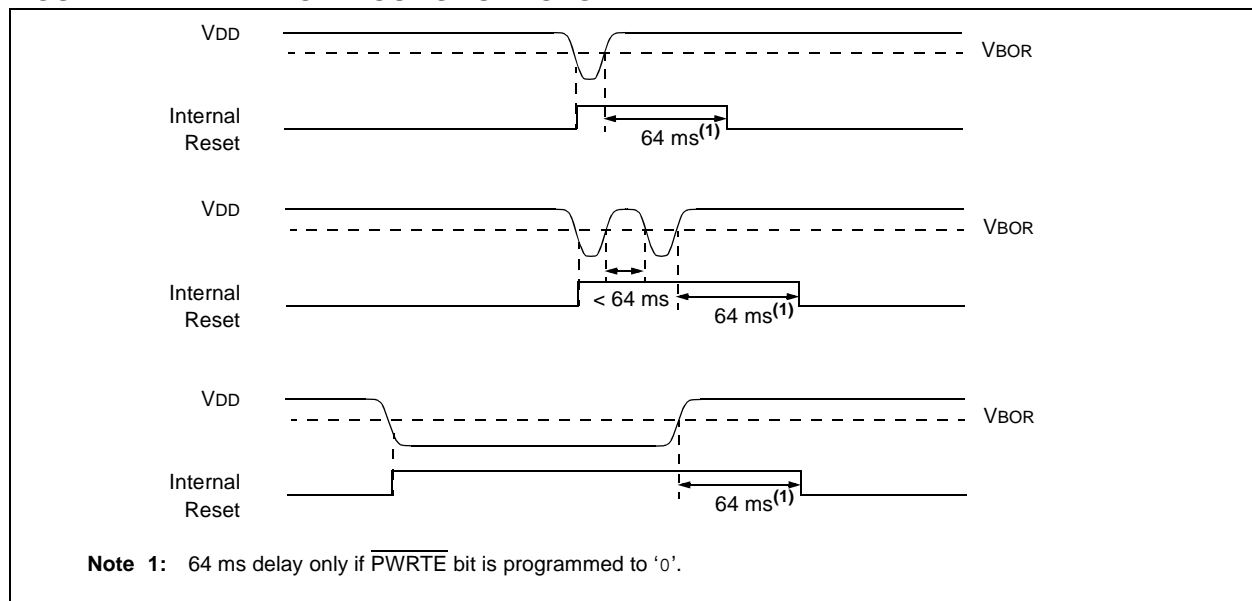 VDD
VBOR
Internal
Reset
64 ms(1)
VDD
VBOR
Internal
Reset
< 64 ms
64 ms(1)
VDD
VBOR
Internal
Reset
64 ms(1)
Note 1: 64 ms delay only if PWRTE bit is programmed to ‘0’.